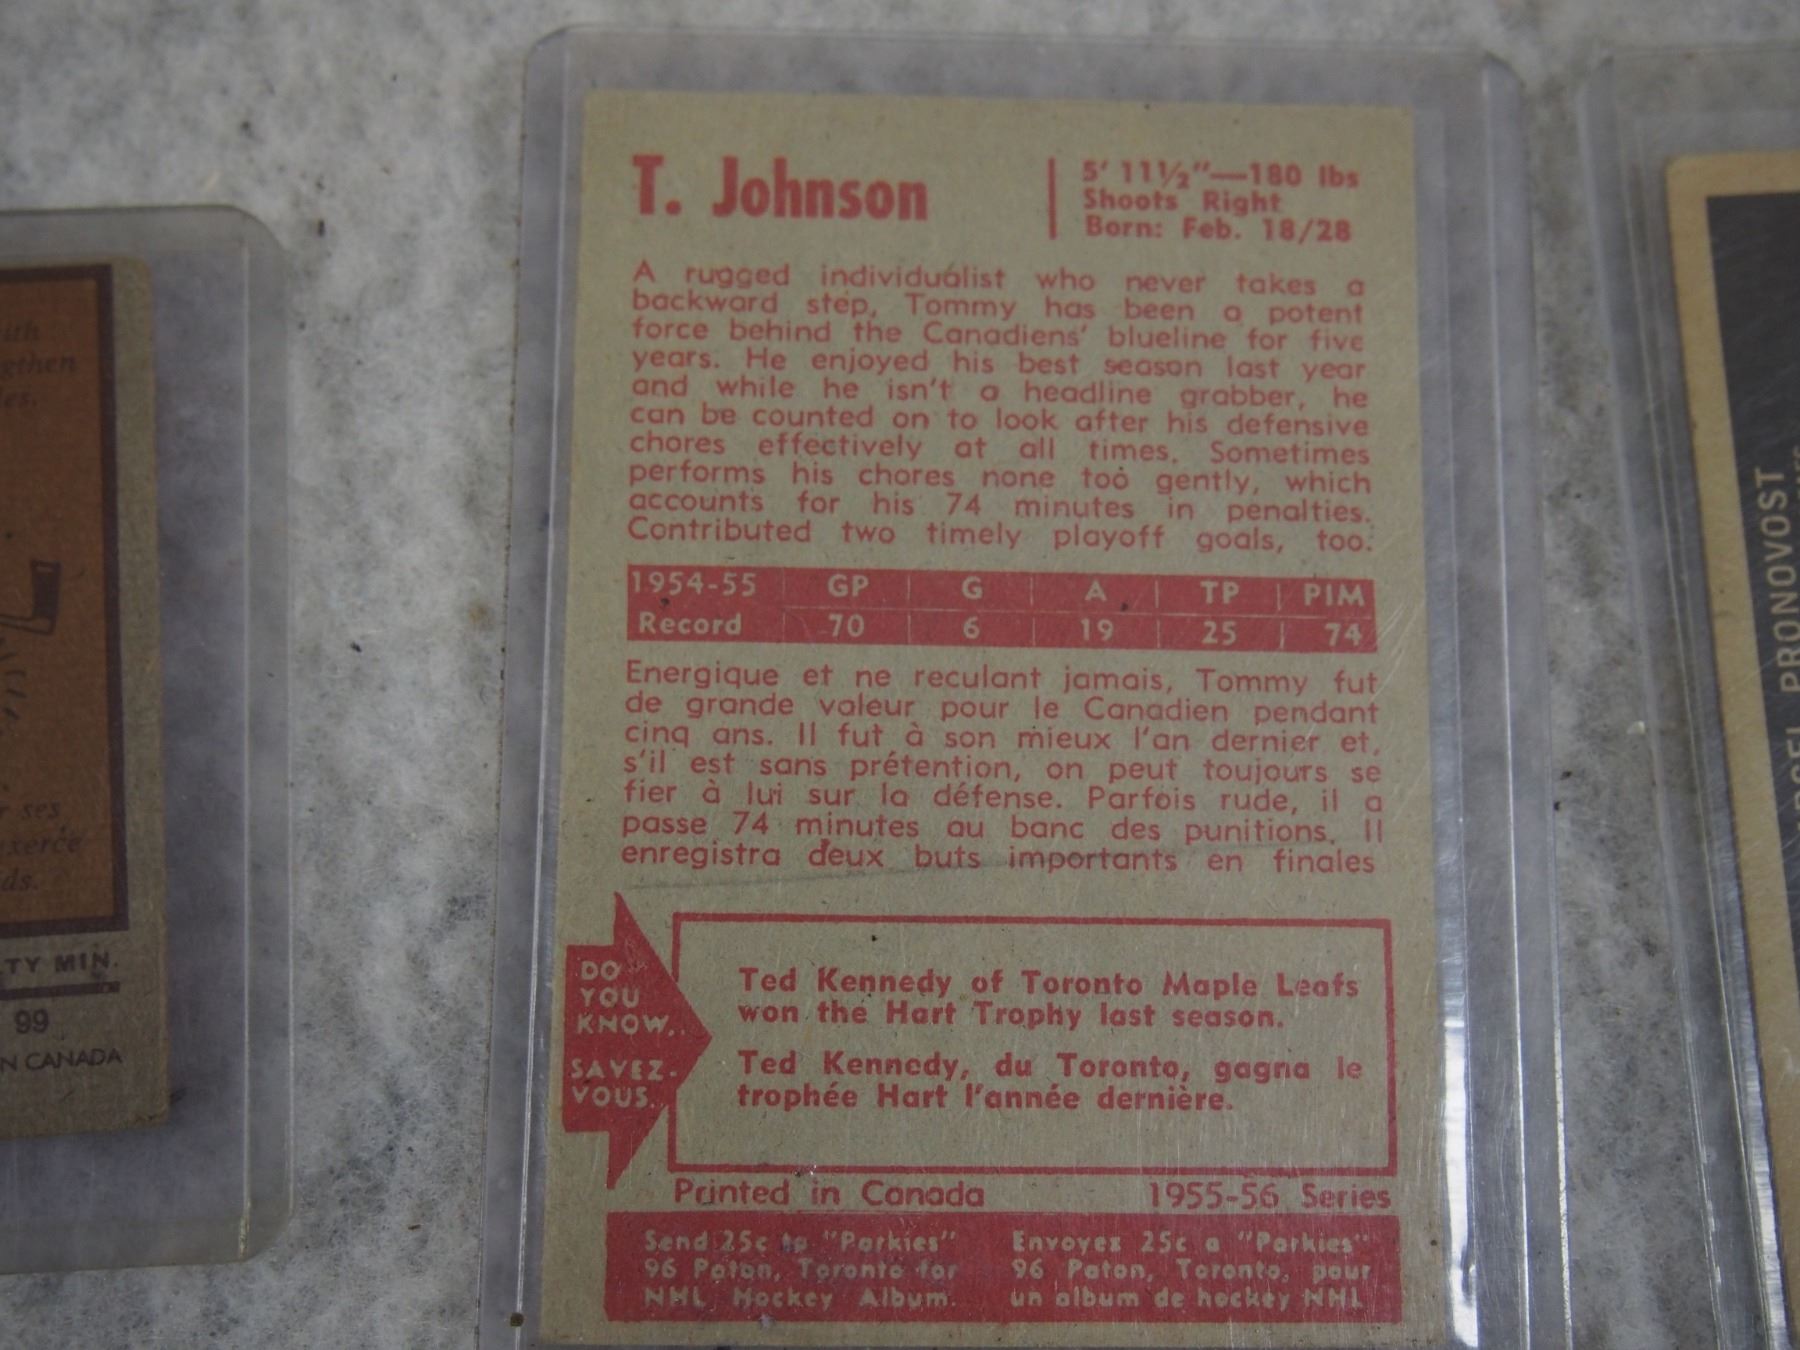 T. Johnson
5' 11½"—180 lbs
Shoots Right
Born: Feb. 18/28
A rugged individualist who never takes a
backward step, Tommy has been a potent
force behind the Canadiens' blueline for five
years. He enjoyed his best season last year
and while he isn't a headline grabber, he
can be counted on to look after his defensive
chores effectively at all times. Sometimes
performs his chores none too gently, which
accounts for his 74 minutes in penalties.
Contributed two timely playoff goals, too.
1954-55 GP G A TP PIM
Record 70 6 19 25 74
Energique et ne reculant jamais, Tommy fut
de grande valeur pour le Canadien pendant
cinq ans. Il fut à son mieux l'an dernier et,
s'il est sans prétention, on peut toujours se
fier à lui sur la défense. Parfois rude, il a
passe 74 minutes au banc des punitions. Il
enregistra deux buts importants en finales
DO
YOU
KNOW..
SAVEZ-
VOUS..
Ted Kennedy of Toronto Maple Leafs
won the Hart Trophy last season.
Ted Kennedy, du Toronto, gagna le
trophée Hart l'année dernière.
Printed in Canada 1955-56 Series
Send 25c to "Parkies"
96 Paton, Toronto for
NHL Hockey Album.
Envoyez 25c a "Parkies"
96 Paton, Toronto, pour
un album de hockey NHL
ith
gthen
es.
r ses
xerce
ds.
TY MIN.
99
N CANADA
PRONOVOST